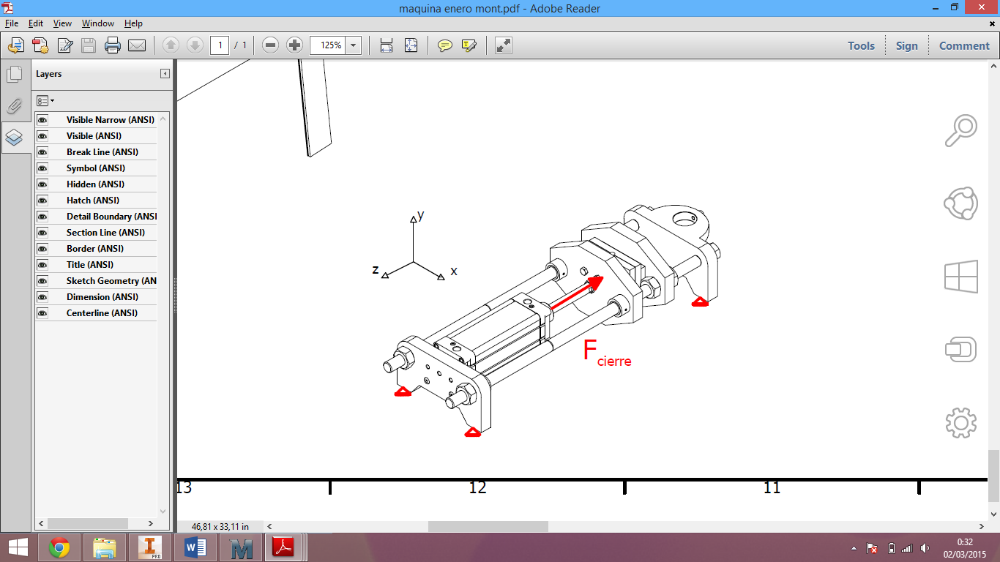 maquina enero mont.pdf - Adobe Reader
File Edit View Window Help
1 / 1 125% Tools Sign Comment
Layers
Visible Narrow (ANSI)
Visible (ANSI)
Break Line (ANSI)
Symbol (ANSI)
Hidden (ANSI)
Hatch (ANSI)
Detail Boundary (ANSI
Section Line (ANSI)
Border (ANSI)
Title (ANSI)
Sketch Geometry (AN
Dimension (ANSI)
Centerline (ANSI)
y
z x
F cierre
13 12 11
46,81 x 33,11 in
PRO
0:32
02/03/2015